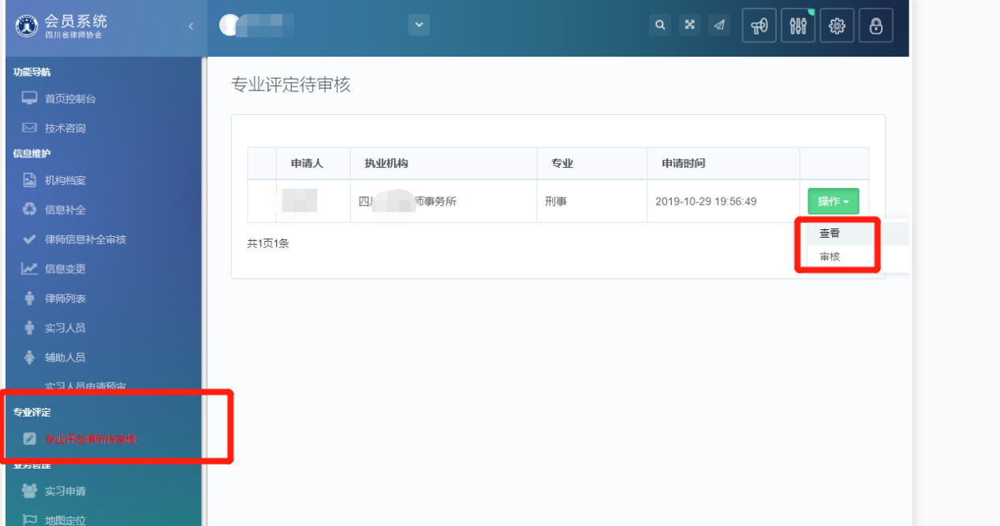 会员系统
四川省律师协会
功能导航
首页控制台
技术咨询
信息维护
机构档案
信息补全
律师信息补全审核
信息变更
律师列表
实习人员
辅助人员
实习人员申请预审
专业评定
专业评定律所待审核
业务管理
实习申请
地图定位
专业评定待审核
申请人 执业机构 专业 申请时间
四川 师事务所 刑事 2019-10-29 19:56:49 操作
查看
审核
共1页1条